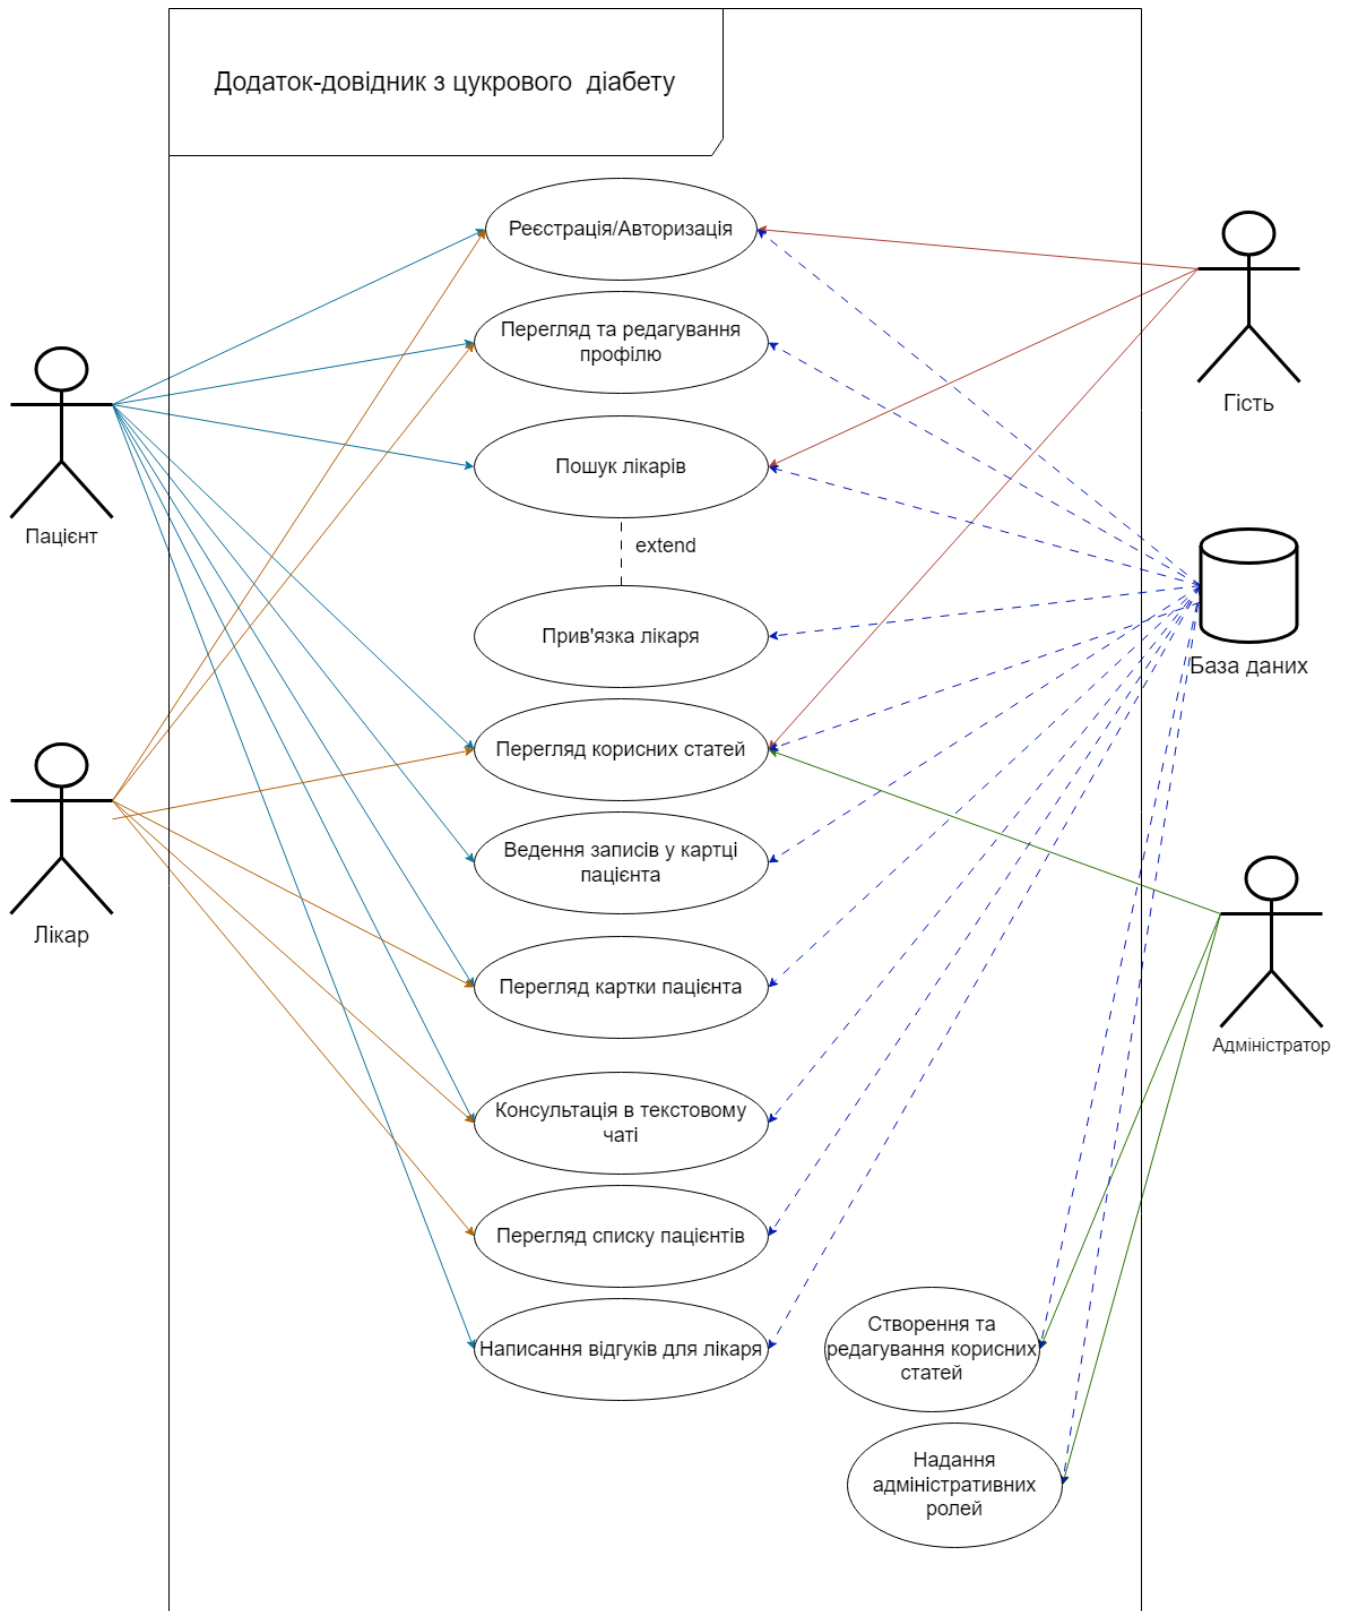 Додаток-довідник з цукрового діабету
Реєстрація/Авторизація
Перегляд та редагування
профілю
Гість
Пошук лікарів
Пацієнт
extend
Прив'язка лікаря
База даних
Перегляд корисних статей
Ведення записів у картці
пацієнта
Лікар
Перегляд картки пацієнта
Адміністратор
Консультація в текстовому
чаті
Перегляд списку пацієнтів
Написання відгуків для лікаря
Створення та
редагування корисних
статей
Надання
адміністративних
ролей